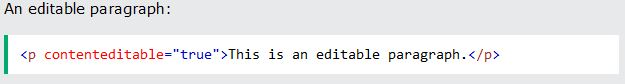 An editable paragraph:
<p contenteditable="true">This is an editable paragraph.</p>